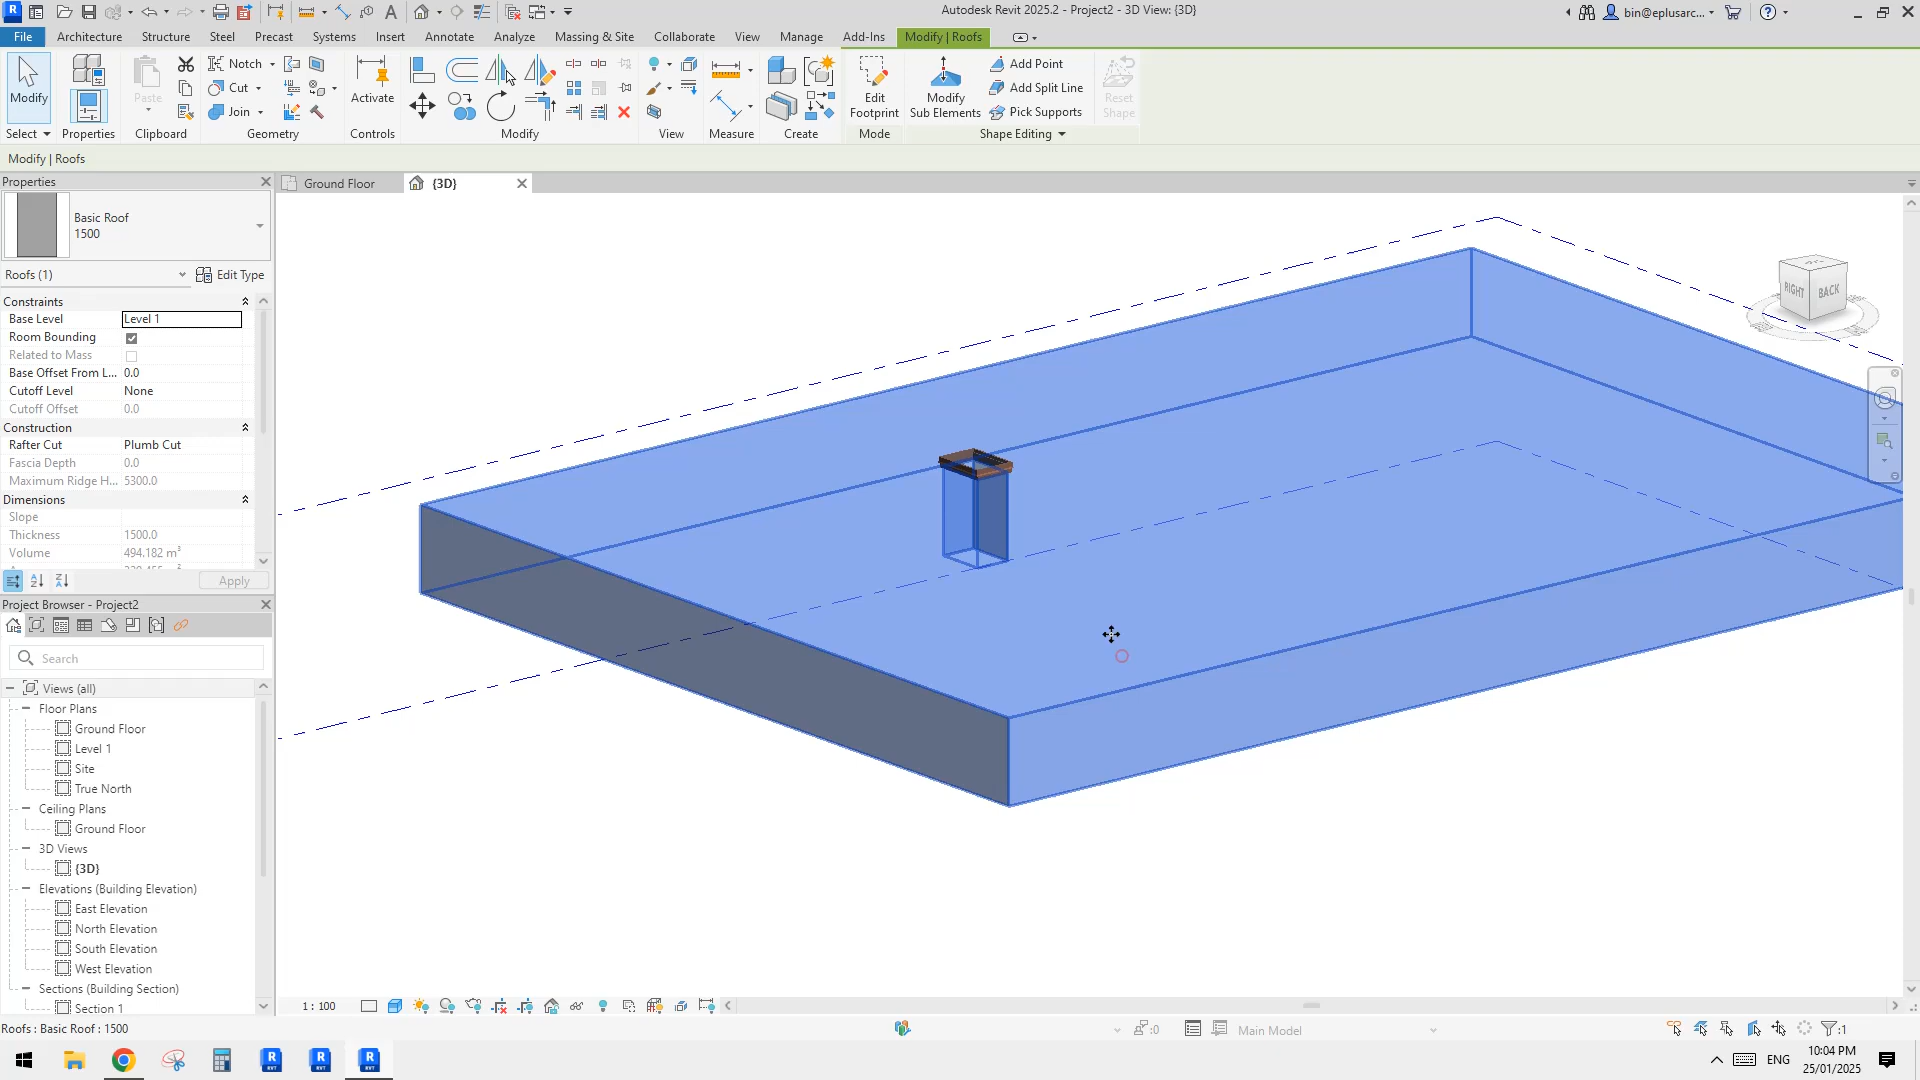 Autodesk Revit 2025.2 - Project2 - 3D View: {3D}
bin@eplusarc...
File
Architecture
Structure
Steel
Precast
Systems
Insert
Annotate
Analyze
Massing & Site
Collaborate
View
Manage
Add-Ins
Modify | Roofs
Modify
Select
Properties
Paste
Clipboard
Notch
Cut
Join
Geometry
Activate
Controls
Modify
View
Measure
Create
Edit
Footprint
Mode
Modify
Sub Elements
Add Point
Add Split Line
Pick Supports
Shape Editing
Reset
Shape
Modify | Roofs
Properties
Ground Floor
{3D}
Basic Roof
1500
Roofs (1)
Edit Type
Constraints
Base Level
Level 1
Room Bounding
Related to Mass
Base Offset From L...
0.0
Cutoff Level
None
Cutoff Offset
0.0
Construction
Rafter Cut
Plumb Cut
Fascia Depth
0.0
Maximum Ridge H...
5300.0
Dimensions
Slope
Thickness
1500.0
Volume
494.182 m³
Apply
Project Browser - Project2
Search
Views (all)
Floor Plans
Ground Floor
Level 1
Site
True North
Ceiling Plans
Ground Floor
3D Views
{3D}
Elevations (Building Elevation)
East Elevation
North Elevation
South Elevation
West Elevation
Sections (Building Section)
Section 1
RIGHT
BACK
1 : 100
Roofs : Basic Roof : 1500
:0
Main Model
:1
ENG
10:04 PM
25/01/2025